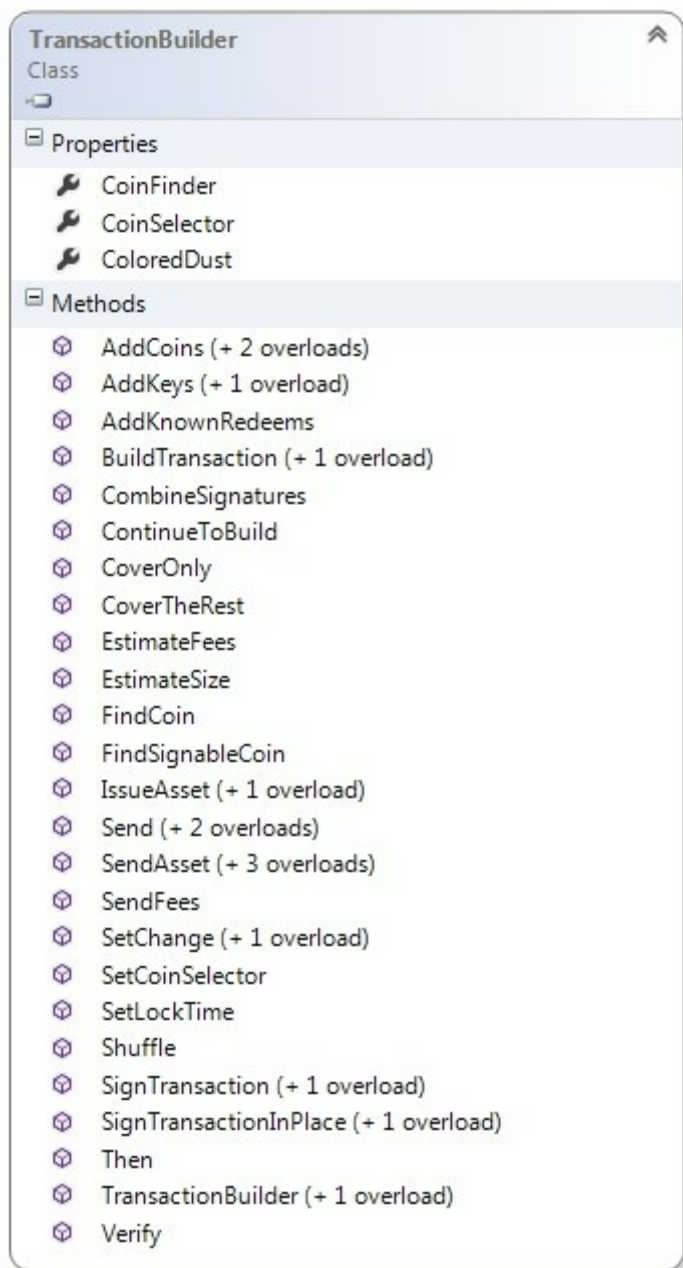 TransactionBuilder
Class
Properties
CoinFinder
CoinSelector
ColoredDust
Methods
AddCoins (+ 2 overloads)
AddKeys (+ 1 overload)
AddKnownRedeems
BuildTransaction (+ 1 overload)
CombineSignatures
ContinueToBuild
CoverOnly
CoverTheRest
EstimateFees
EstimateSize
FindCoin
FindSignableCoin
IssueAsset (+ 1 overload)
Send (+ 2 overloads)
SendAsset (+ 3 overloads)
SendFees
SetChange (+ 1 overload)
SetCoinSelector
SetLockTime
Shuffle
SignTransaction (+ 1 overload)
SignTransactionInPlace (+ 1 overload)
Then
TransactionBuilder (+ 1 overload)
Verify